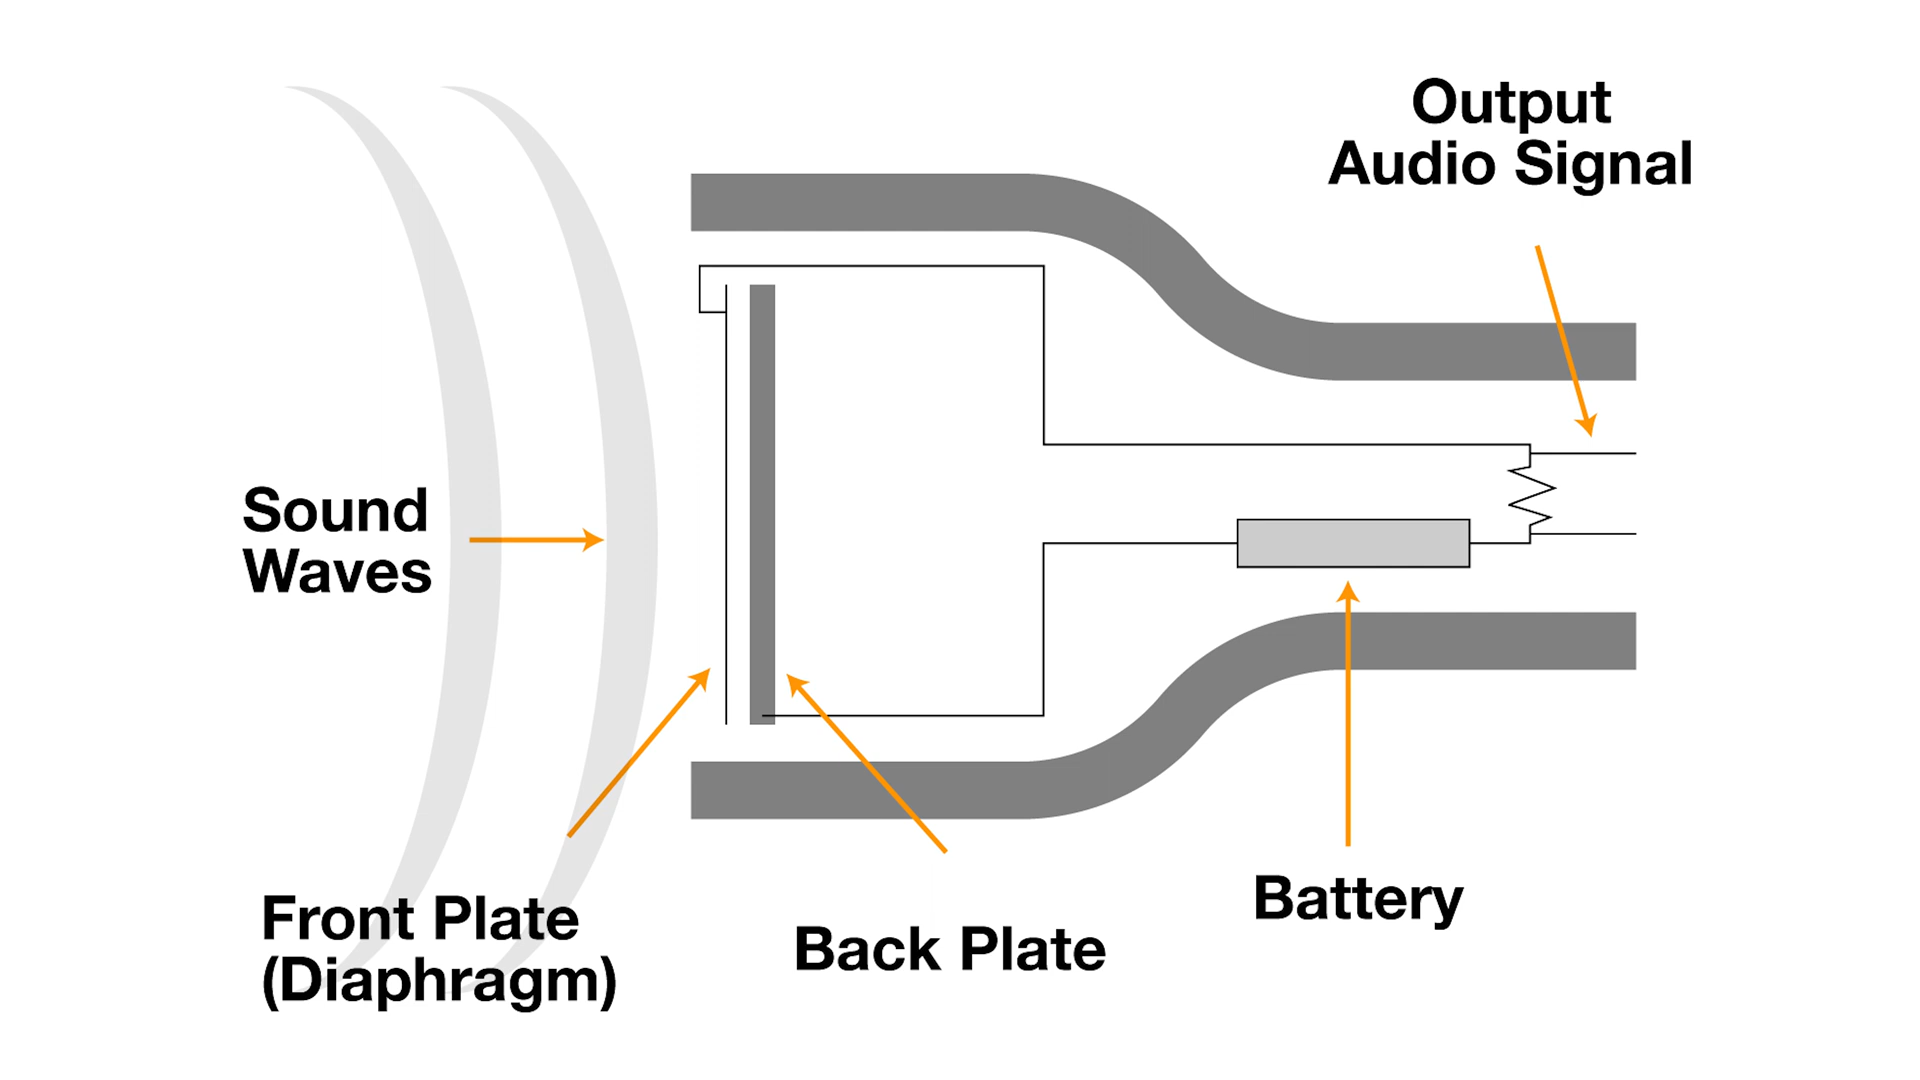 Output
Audio Signal
Sound
Waves
Front Plate
(Diaphragm)
Back Plate
Battery